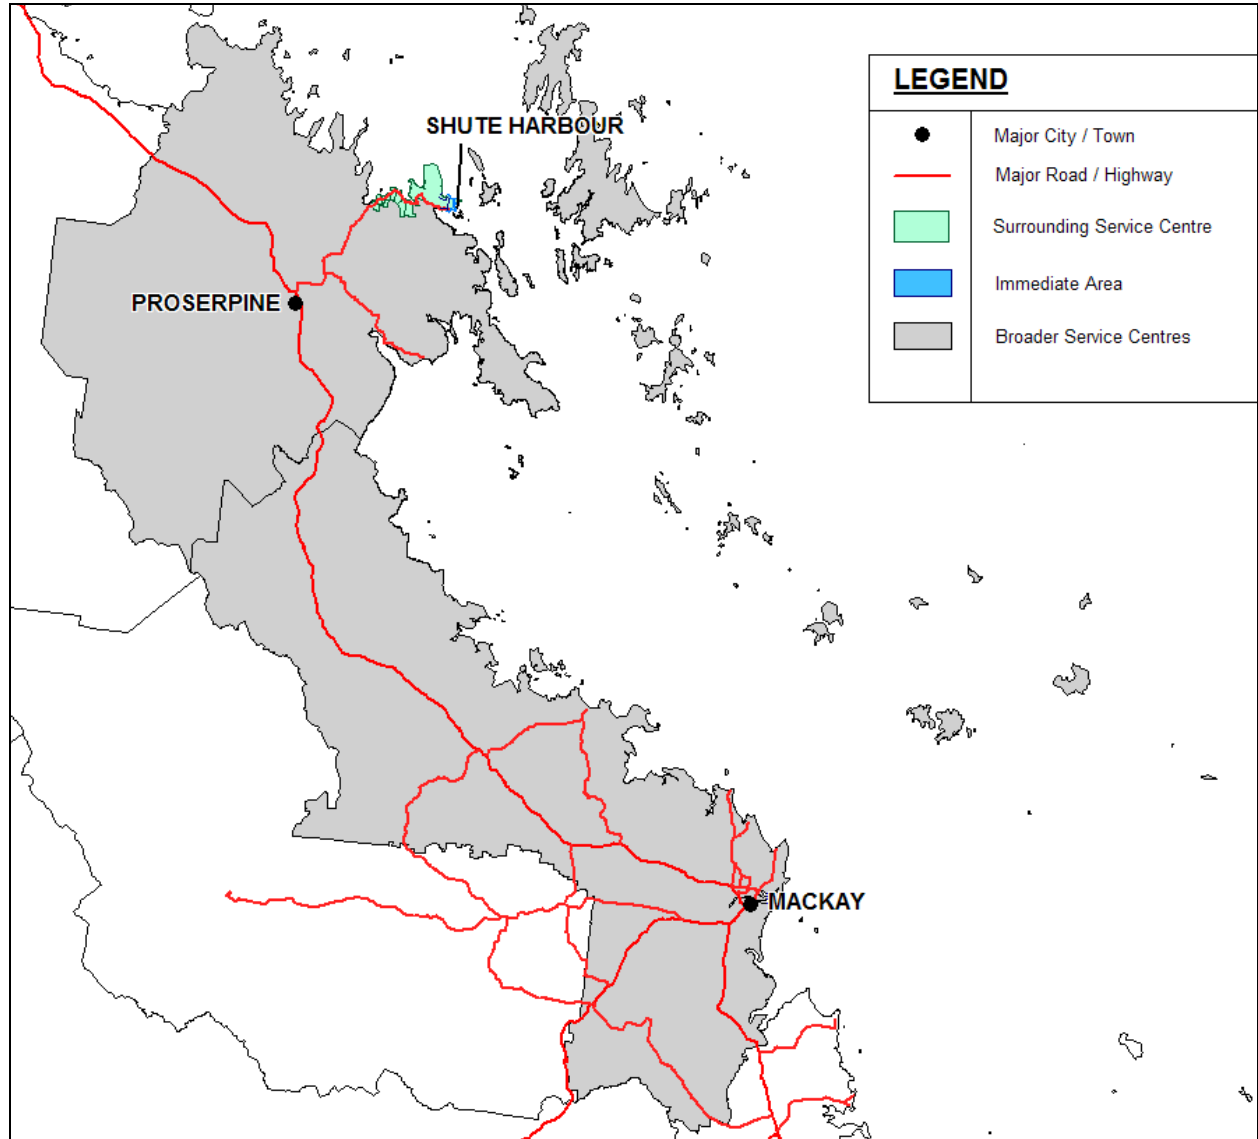 LEGEND
SHUTE HARBOUR
Major City / Town
Major Road / Highway
Surrounding Service Centre
Immediate Area
PROSERPINE
Broader Service Centres
MACKAY